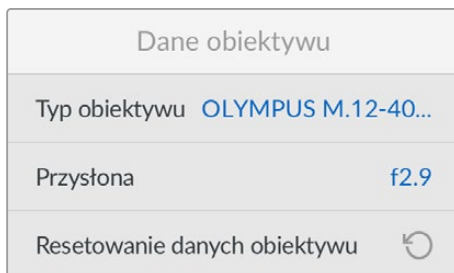 Dane obiektywu
Typ obiektywu OLYMPUS M.12-40...
Przysłona f2.9
Resetowanie danych obiektywu